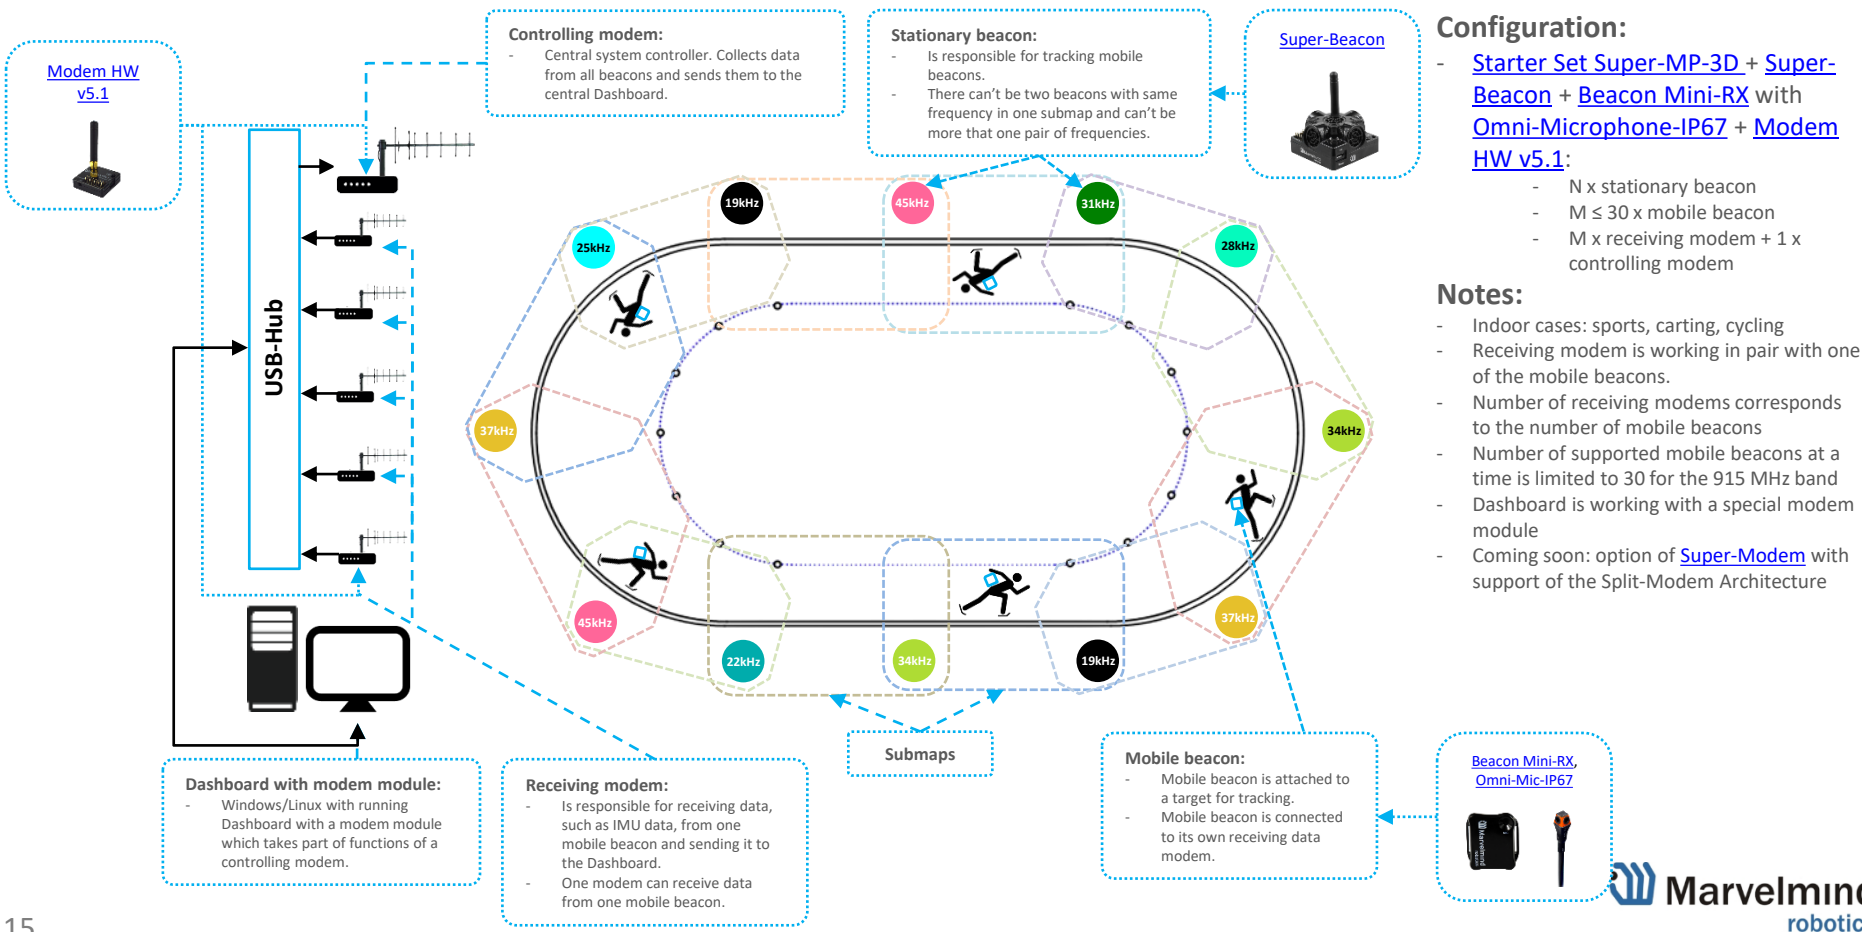 Modem HW
v5.1
Controlling modem:
- Central system controller. Collects data
from all beacons and sends them to the
central Dashboard.
Stationary beacon:
- Is responsible for tracking mobile
beacons.
- There can't be two beacons with same
frequency in one submap and can't be
more that one pair of frequencies.
Super-Beacon
Configuration:
- Starter Set Super-MP-3D + Super-
Beacon + Beacon Mini-RX with
Omni-Microphone-IP67 + Modem
HW v5.1:
- N x stationary beacon
- M ≤ 30 x mobile beacon
- M x receiving modem + 1 x
controlling modem
Notes:
- Indoor cases: sports, carting, cycling
- Receiving modem is working in pair with one
of the mobile beacons.
- Number of receiving modems corresponds
to the number of mobile beacons
- Number of supported mobile beacons at a
time is limited to 30 for the 915 MHz band
- Dashboard is working with a special modem
module
- Coming soon: option of Super-Modem with
support of the Split-Modem Architecture
USB-Hub
19kHz
45kHz
31kHz
25kHz
28kHz
37kHz
34kHz
45kHz
37kHz
22kHz
34kHz
19kHz
Submaps
Dashboard with modem module:
- Windows/Linux with running
Dashboard with a modem module
which takes part of functions of a
controlling modem.
Receiving modem:
- Is responsible for receiving data,
such as IMU data, from one
mobile beacon and sending it to
the Dashboard.
- One modem can receive data
from one mobile beacon.
Mobile beacon:
- Mobile beacon is attached to
a target for tracking.
- Mobile beacon is connected
to its own receiving data
modem.
Beacon Mini-RX,
Omni-Mic-IP67
Marvelmind
Marvelmind
robotic
15